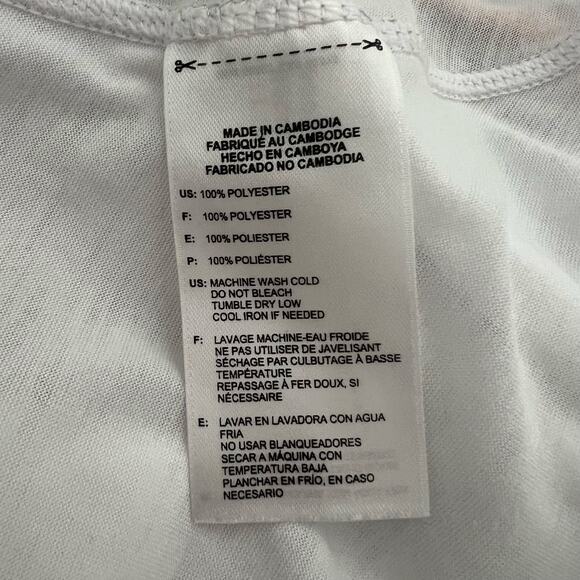 MADE IN CAMBODIA
FABRIQUÉ AU CAMBODGE
HECHO EN CAMBOYA
FABRICADO NO CAMBODIA
US: 100% POLYESTER
F: 100% POLYESTER
E: 100% POLYESTER
P: 100% POLIÉSTER
US: MACHINE WASH COLD
DO NOT BLEACH
TUMBLE DRY LOW
COOL IRON IF NEEDED
F: LAVAGE MACHINE-EAU FROIDE
NE PAS UTILISER DE JAVELISANT
SÉCHAGE PAR CULBUTAGE À BASSE
TEMPÉRATURE
REPASSAGE À FER DOUX, SI
NÉCESSAIRE
E: LAVAR EN LAVADORA CON AGUA
FRIA
NO USAR BLANQUEADORES
SECAR A MÁQUINA CON
TEMPERATURA BAJA
PLANCHAR EN FRÍO, EN CASO
NECESARIO